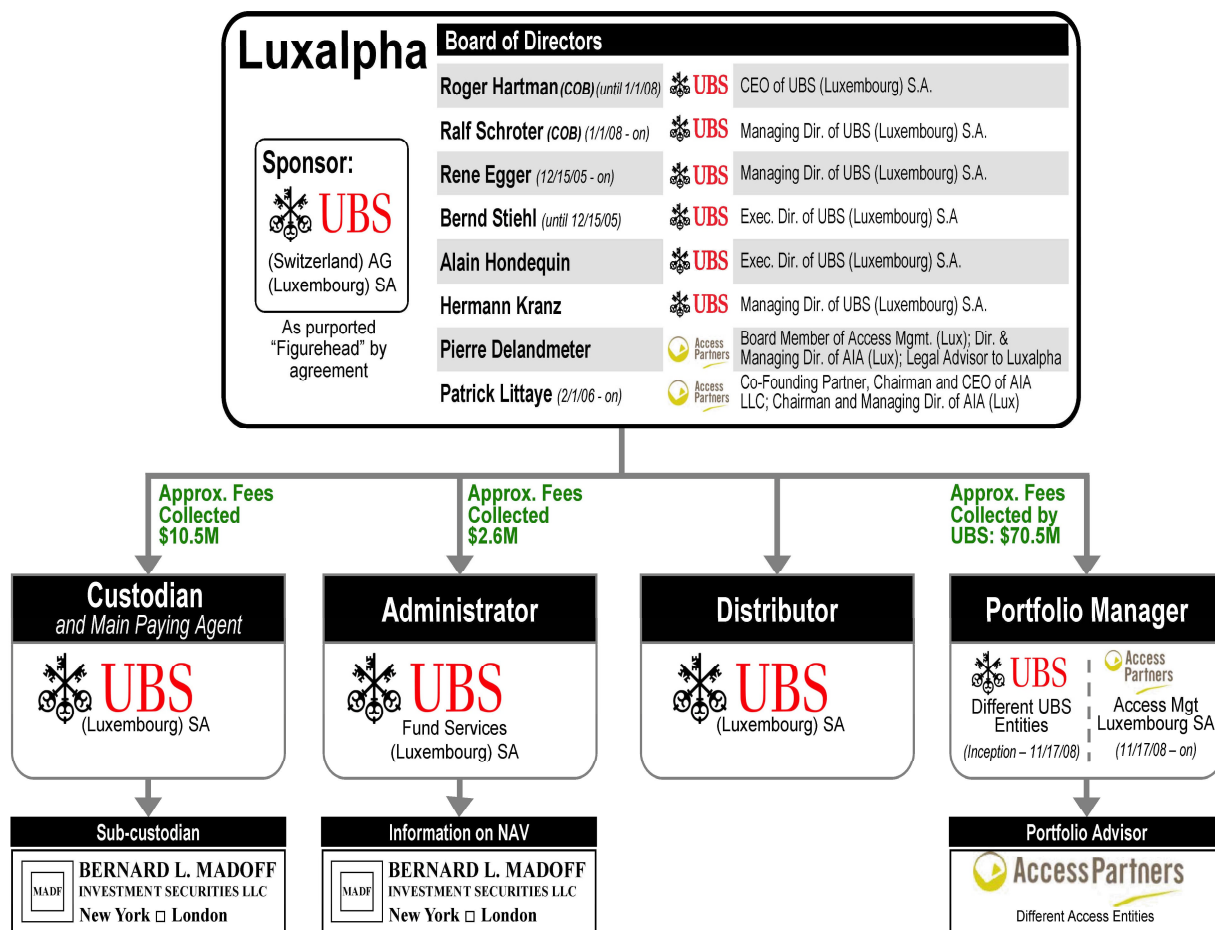 Luxalpha
Sponsor:
UBS
(Switzerland) AG
(Luxembourg) SA
As purported
“Figurehead” by
agreement
Board of Directors
Roger Hartman (COB) (until 1/1/08) UBS CEO of UBS (Luxembourg) S.A.
Ralf Schroter (COB) (1/1/08 - on) UBS Managing Dir. of UBS (Luxembourg) S.A.
Rene Egger (12/15/05 - on) UBS Managing Dir. of UBS (Luxembourg) S.A.
Bernd Stiehl (until 12/15/05) UBS Exec. Dir. of UBS (Luxembourg) S.A
Alain Hondequin UBS Exec. Dir. of UBS (Luxembourg) S.A.
Hermann Kranz UBS Managing Dir. of UBS (Luxembourg) S.A.
Pierre Delandmeter
Access
Partners
Board Member of Access Mgmt. (Lux); Dir. &
Managing Dir. of AIA (Lux); Legal Advisor to Luxalpha
Patrick Littaye (2/1/06 - on)
Access
Partners
Co-Founding Partner, Chairman and CEO of AIA
LLC; Chairman and Managing Dir. of AIA (Lux)
Approx. Fees
Collected
$10.5M
Custodian
and Main Paying Agent
UBS
(Luxembourg) SA
Sub-custodian
MADF
BERNARD L. MADOFF
INVESTMENT SECURITIES LLC
New York □ London
Approx. Fees
Collected
$2.6M
Administrator
UBS
Fund Services
(Luxembourg) SA
Information on NAV
MADF
BERNARD L. MADOFF
INVESTMENT SECURITIES LLC
New York □ London
Distributor
UBS
(Luxembourg) SA
Approx. Fees
Collected by
UBS: $70.5M
Portfolio Manager
UBS
Different UBS
Entities
(Inception – 11/17/08)
Access
Partners
Access Mgt
Luxembourg SA
(11/17/08 – on)
Portfolio Advisor
AccessPartners
Different Access Entities